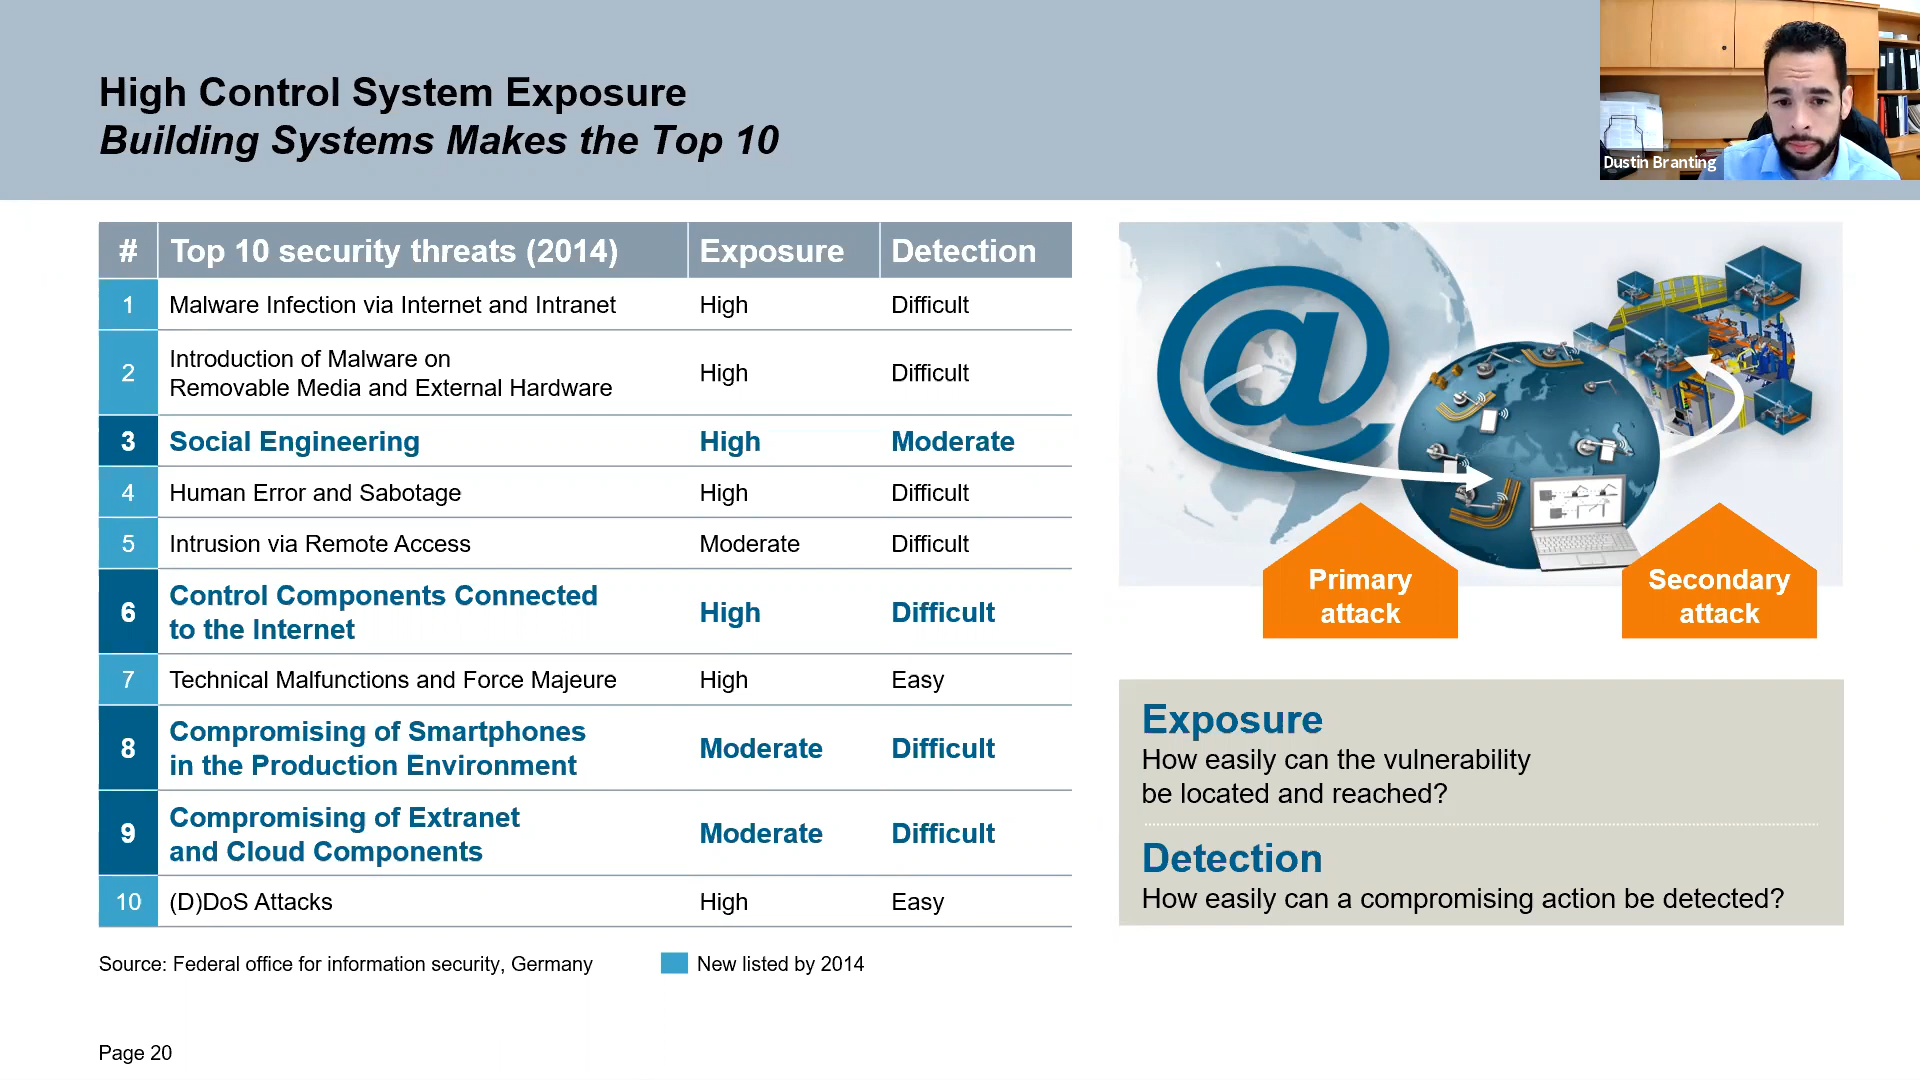 High Control System Exposure
Building Systems Makes the Top 10
Dustin Branting
# Top 10 security threats (2014) Exposure Detection
1 Malware Infection via Internet and Intranet High Difficult
2 Introduction of Malware on
Removable Media and External Hardware High Difficult
3 Social Engineering High Moderate
4 Human Error and Sabotage High Difficult
5 Intrusion via Remote Access Moderate Difficult
6 Control Components Connected
to the Internet High Difficult
7 Technical Malfunctions and Force Majeure High Easy
8 Compromising of Smartphones
in the Production Environment Moderate Difficult
9 Compromising of Extranet
and Cloud Components Moderate Difficult
10 (D)DoS Attacks High Easy
Source: Federal office for information security, Germany
New listed by 2014
@
Primary
attack
Secondary
attack
Exposure
How easily can the vulnerability
be located and reached?
Detection
How easily can a compromising action be detected?
Page 20